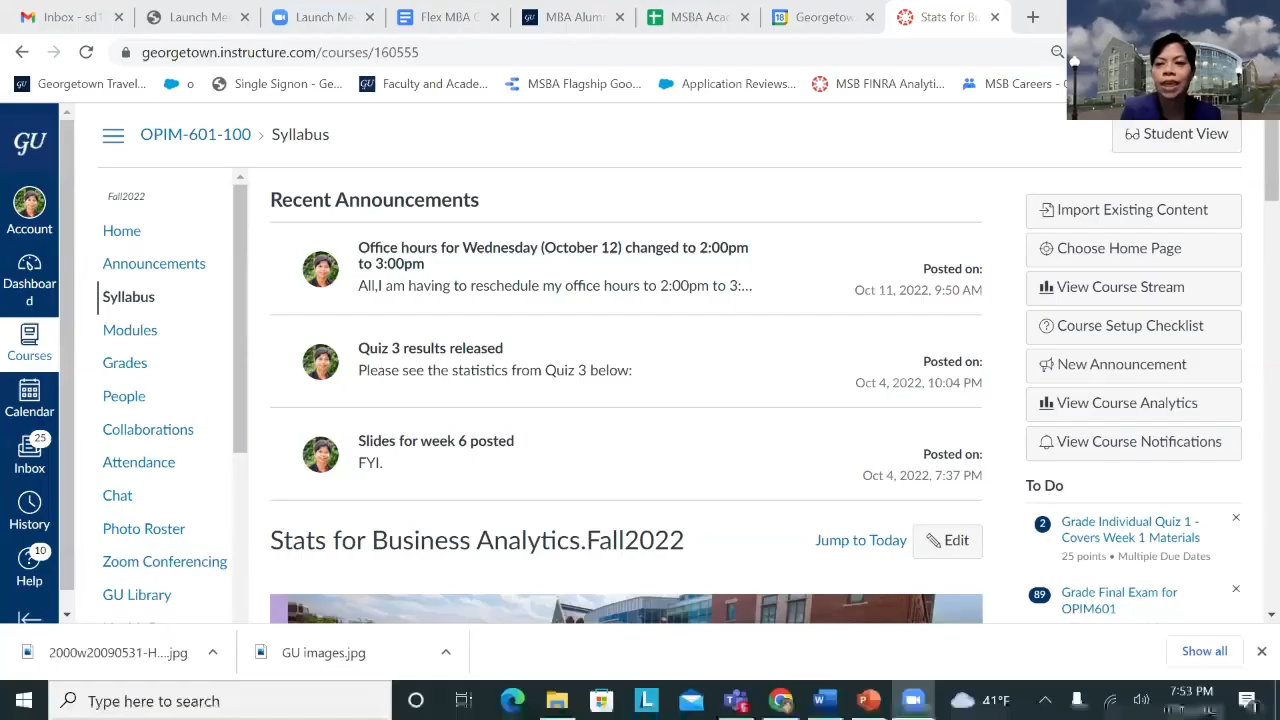 Inbox - sd1
Launch Me
Launch Me
Flex MBA C
MBA Alum
MSBA Aca
Georgetow
Stats for Bu
georgetown.instructure.com/courses/160555
Georgetown Travel...
o
Single Signon - Ge...
Faculty and Acade...
MSBA Flagship Goo...
Application Reviews...
MSB FINRA Analyti...
MSB Careers - G
GU
Account
Dashboar
d
Courses
Calendar
25
Inbox
History
10
Help
OPIM-601-100 › Syllabus
Student View
Fall2022
Home
Announcements
Syllabus
Modules
Grades
People
Collaborations
Attendance
Chat
Photo Roster
Zoom Conferencing
GU Library
Recent Announcements
Office hours for Wednesday (October 12) changed to 2:00pm
to 3:00pm
All,I am having to reschedule my office hours to 2:00pm to 3:...
Posted on:
Oct 11, 2022, 9:50 AM
Quiz 3 results released
Please see the statistics from Quiz 3 below:
Posted on:
Oct 4, 2022, 10:04 PM
Slides for week 6 posted
FYI.
Posted on:
Oct 4, 2022, 7:37 PM
Stats for Business Analytics.Fall2022
Jump to Today
Edit
Import Existing Content
Choose Home Page
View Course Stream
Course Setup Checklist
New Announcement
View Course Analytics
View Course Notifications
To Do
2
Grade Individual Quiz 1 -
Covers Week 1 Materials
25 points • Multiple Due Dates
89
Grade Final Exam for
OPIM601
2000w20090531-H....jpg
GU images.jpg
Show all
Type here to search
41°F
7:53 PM